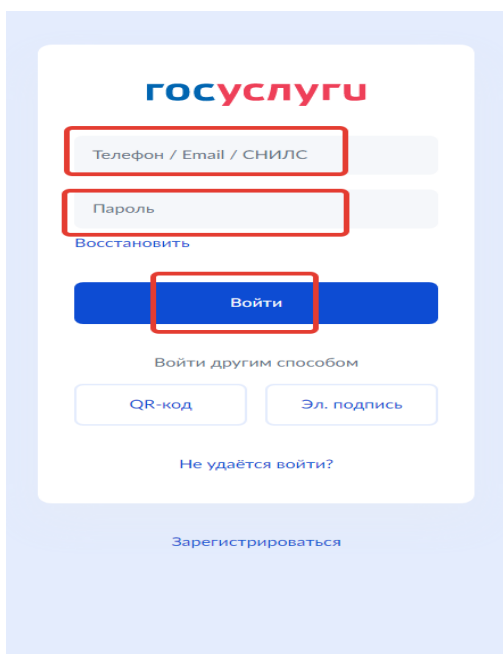 госуслуги
Телефон / Email / СНИЛС
Пароль
Восстановить
Войти
Войти другим способом
QR-код
Эл. подпись
Не удаётся войти?
Зарегистрироваться